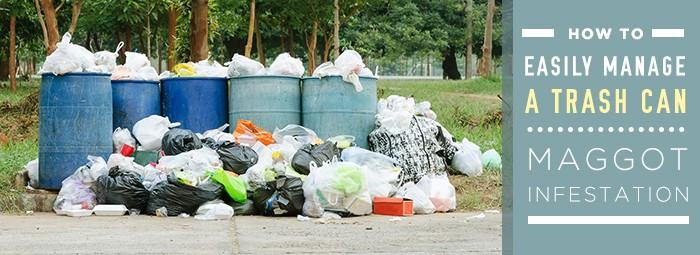 HOW TO
EASILY MANAGE
A TRASH CAN
MAGGOT
INFESTATION